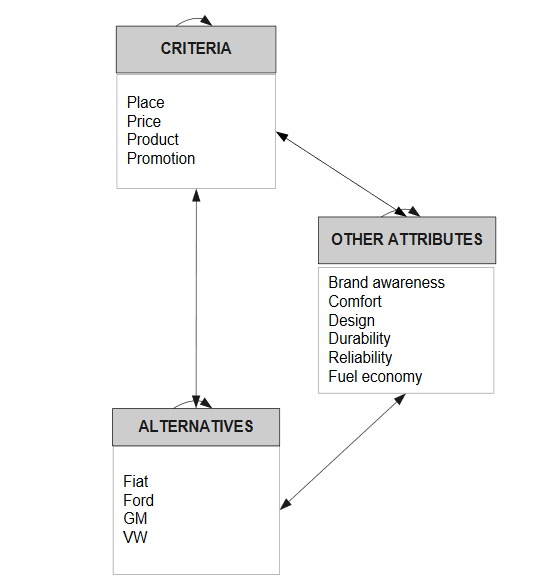 CRITERIA
Place
Price
Product
Promotion
OTHER ATTRIBUTES
Brand awareness
Comfort
Design
Durability
Reliability
Fuel economy
ALTERNATIVES
Fiat
Ford
GM
VW